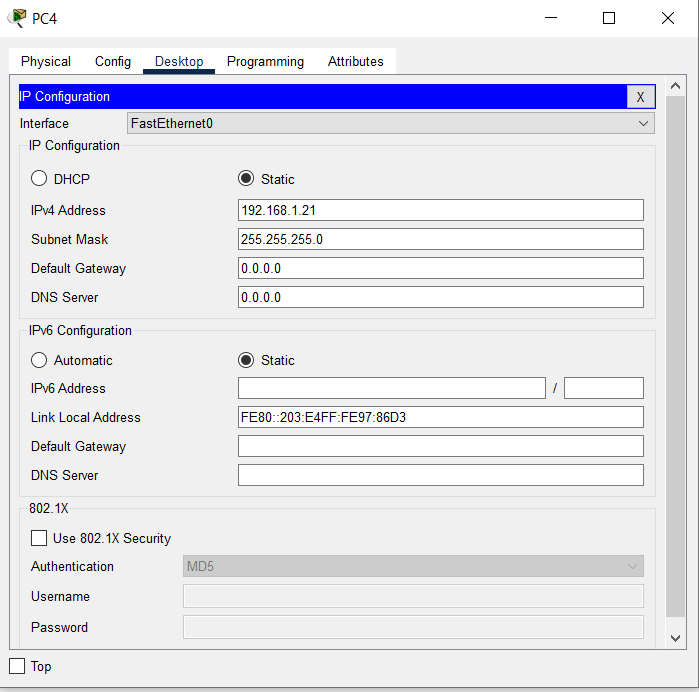 PC4
Physical Config Desktop Programming Attributes
IP Configuration X
Interface FastEthernet0
IP Configuration
DHCP Static
IPv4 Address 192.168.1.21
Subnet Mask 255.255.255.0
Default Gateway 0.0.0.0
DNS Server 0.0.0.0
IPv6 Configuration
Automatic Static
IPv6 Address /
Link Local Address FE80::203:E4FF:FE97:86D3
Default Gateway
DNS Server
802.1X
Use 802.1X Security
Authentication MD5
Username
Password
Top